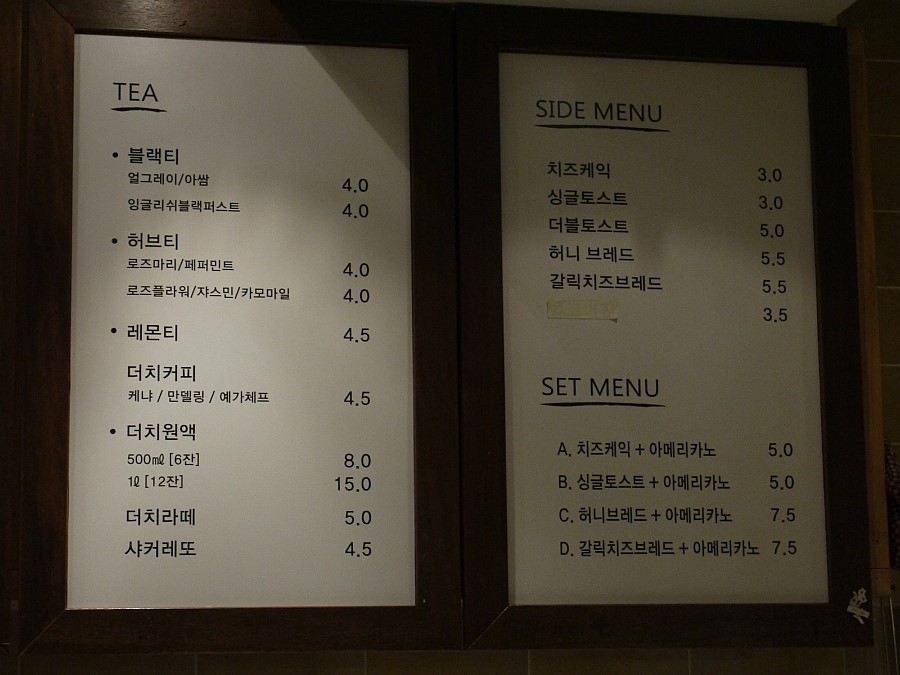 TEA
• 블랙티
얼그레이/아쌈 4.0
잉글리쉬블랙퍼스트 4.0
• 허브티
로즈마리/페퍼민트 4.0
로즈플라워/쟈스민/카모마일 4.0
• 레몬티 4.5
더치커피
케냐 / 만델링 / 예가체프 4.5
• 더치원액
500㎖ [6잔] 8.0
1ℓ [12잔] 15.0
더치라떼 5.0
샤커레또 4.5
SIDE MENU
치즈케익 3.0
싱글토스트 3.0
더블토스트 5.0
허니 브레드 5.5
갈릭치즈브레드 5.5
3.5
SET MENU
A. 치즈케익 + 아메리카노 5.0
B. 싱글토스트 + 아메리카노 5.0
C. 허니브레드 + 아메리카노 7.5
D. 갈릭치즈브레드 + 아메리카노 7.5